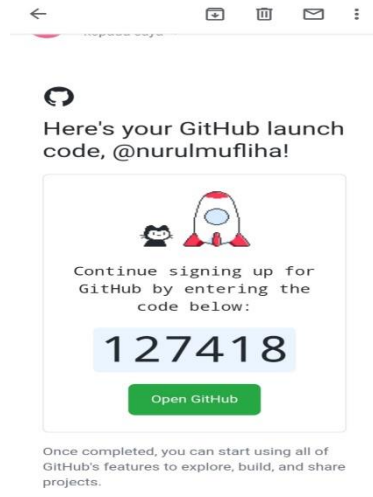 Here's your GitHub launch
code, @nurulmufliha!
Continue signing up for
GitHub by entering the
code below:
127418
Open GitHub
Once completed, you can start using all of
GitHub's features to explore, build, and share
projects.